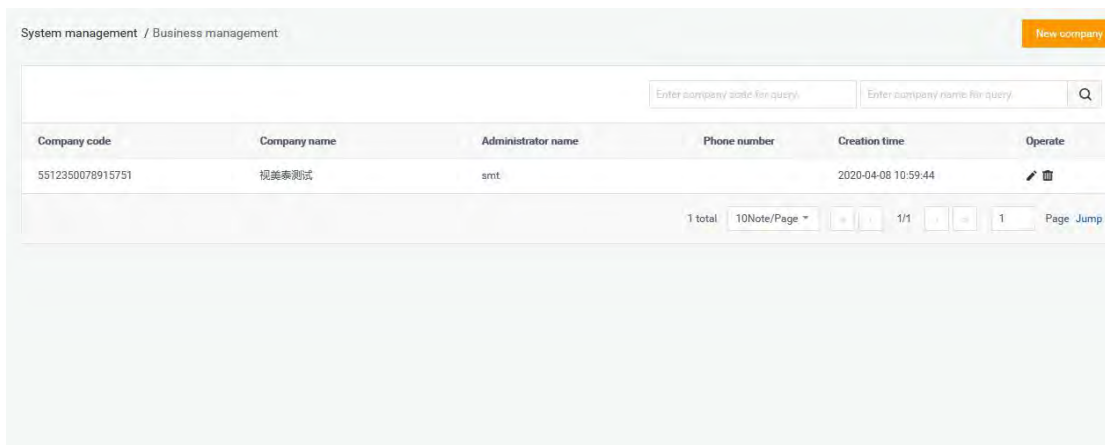 System management / Business management
New company
Enter company code for query.
Enter company name for query.
Company code Company name Administrator name Phone number Creation time Operate
5512350078915751 视美泰测试 smt 2020-04-08 10:59:44
1 total 10Note/Page 1/1 1 Page Jump